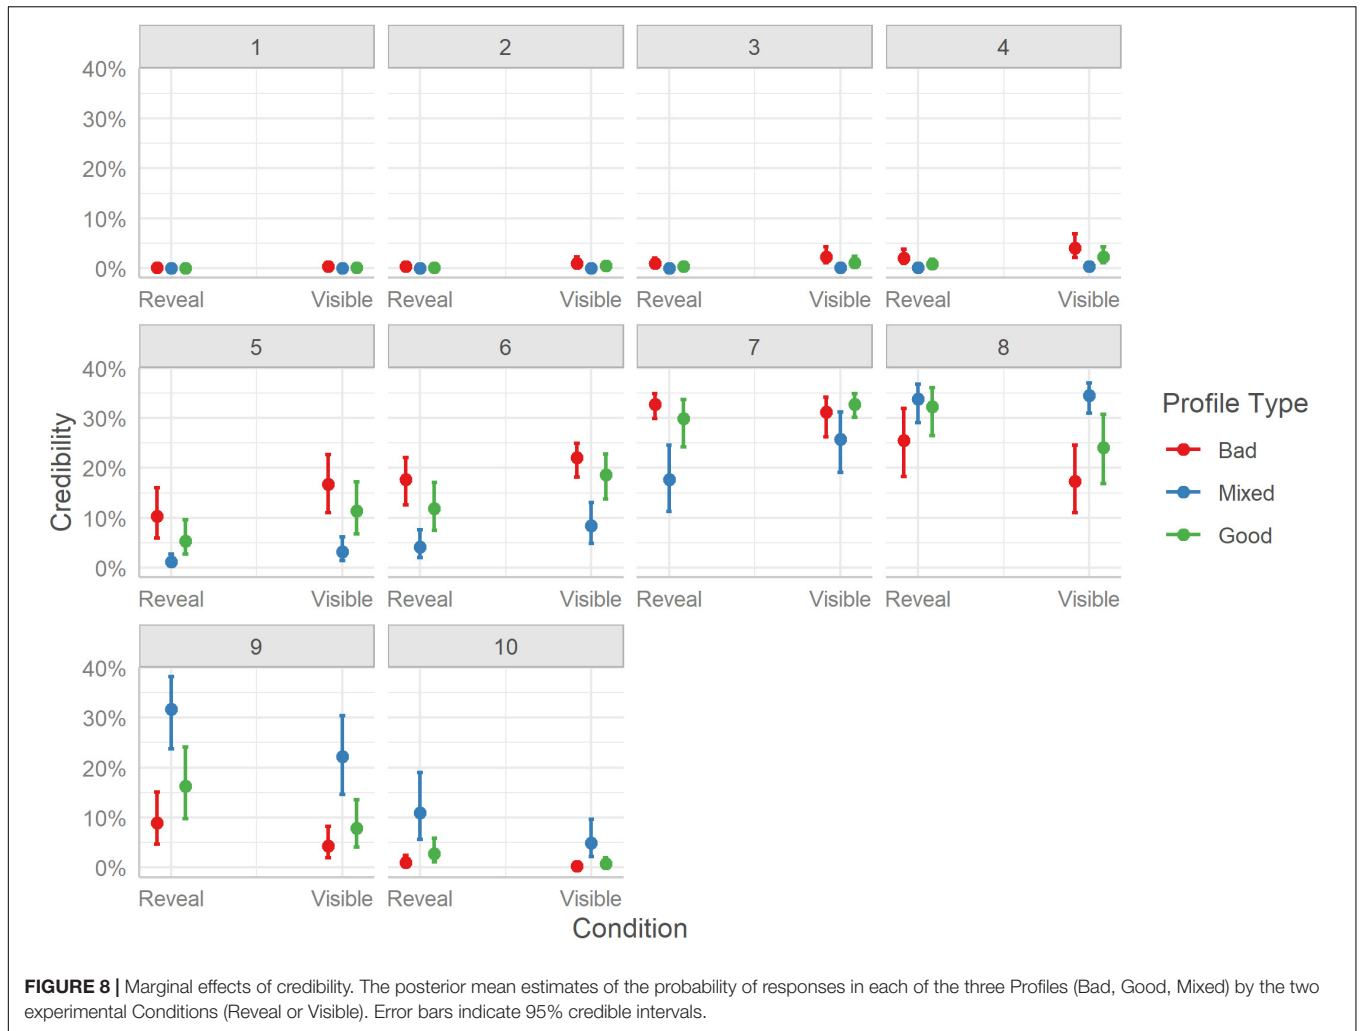 1 2 3 4
40%
30%
20%
10%
0%
Reveal Visible Reveal Visible Reveal Visible Reveal Visible
5 6 7 8
40%
30%
20%
10%
0%
Reveal Visible Reveal Visible Reveal Visible Reveal Visible
Credibility
Profile Type
Bad
Mixed
Good
9 10
40%
30%
20%
10%
0%
Reveal Visible Reveal Visible
Condition
FIGURE 8 | Marginal effects of credibility. The posterior mean estimates of the probability of responses in each of the three Profiles (Bad, Good, Mixed) by the two
experimental Conditions (Reveal or Visible). Error bars indicate 95% credible intervals.